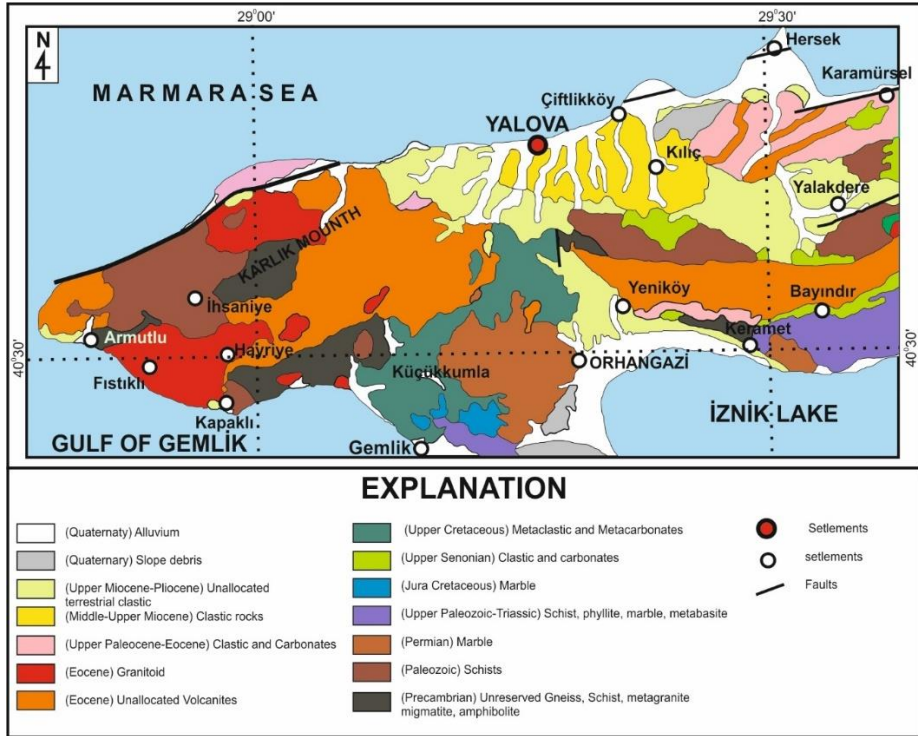 29°00'
29°30'
N
Hersek
MARMARA SEA
Karamürsel
Çiftlikköy
YALOVA
Kılıç
Yalakdere
KARLIK MOUNTH
İhsaniye
Yeniköy
Bayındır
Armutlu
Keramet
40°30'
Hayriye
40°30'
Fıstıklı
Küçükkumla
ORHANGAZİ
Kapaklı
İZNİK LAKE
GULF OF GEMLİK
Gemlik
EXPLANATION
(Quaternaty) Alluvium
(Quaternary) Slope debris
(Upper Miocene-Pliocene) Unallocated
terrestrial clastic
(Middle-Upper Miocene) Clastic rocks
(Upper Paleocene-Eocene) Clastic and Carbonates
(Eocene) Granitoid
(Eocene) Unallocated Volcanites
(Upper Cretaceous) Metaclastic and Metacarbonates
(Upper Senonian) Clastic and carbonates
(Jura Cretaceous) Marble
(Upper Paleozoic-Triassic) Schist, phyllite, marble, metabasite
(Permian) Marble
(Paleozoic) Schists
(Precambrian) Unreserved Gneiss, Schist, metagranite
migmatite, amphibolite
Setlements
setlements
Faults